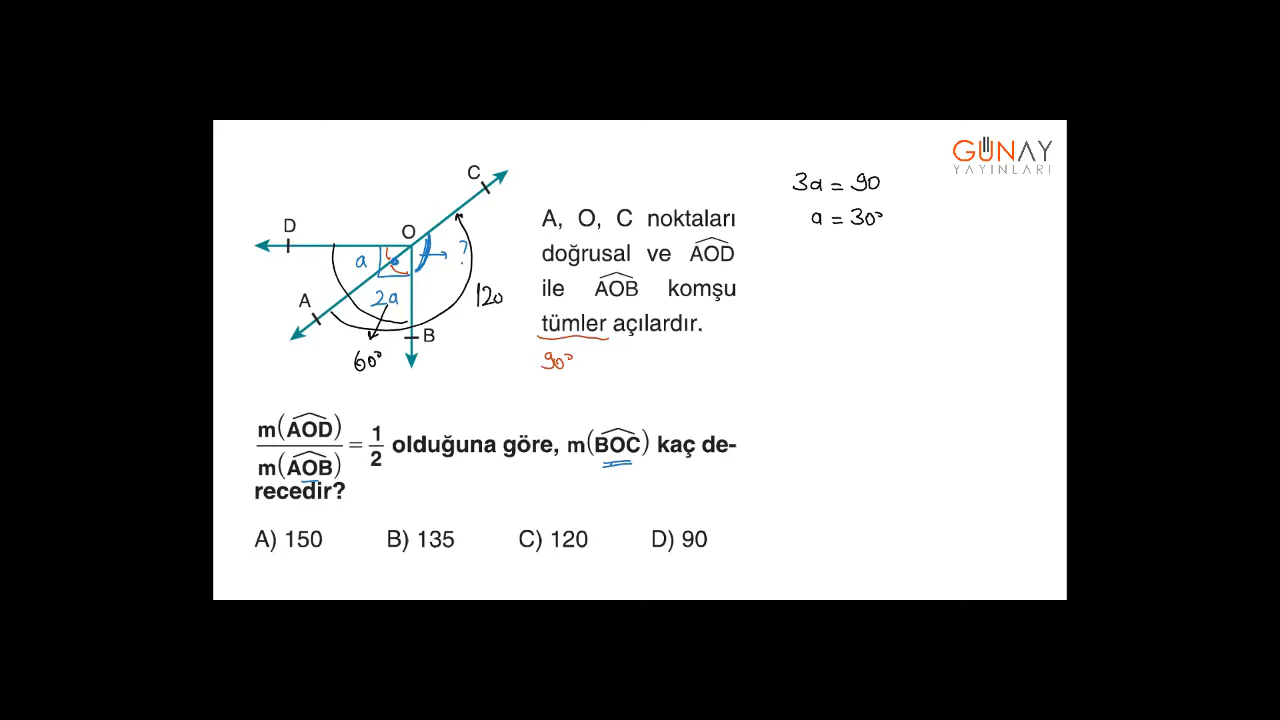 GÜNAY
YAYINLARI
3a = 90
a = 30°
C
D
O
a
?
A
2a
120
B
60°
A, O, C noktaları
doğrusal ve AOD
ile AOB komşu
tümler açılardır.
90°
m(AOD)
m(AOB)
= 1
2
olduğuna göre, m(BOC) kaç de-
recedir?
A) 150 B) 135 C) 120 D) 90